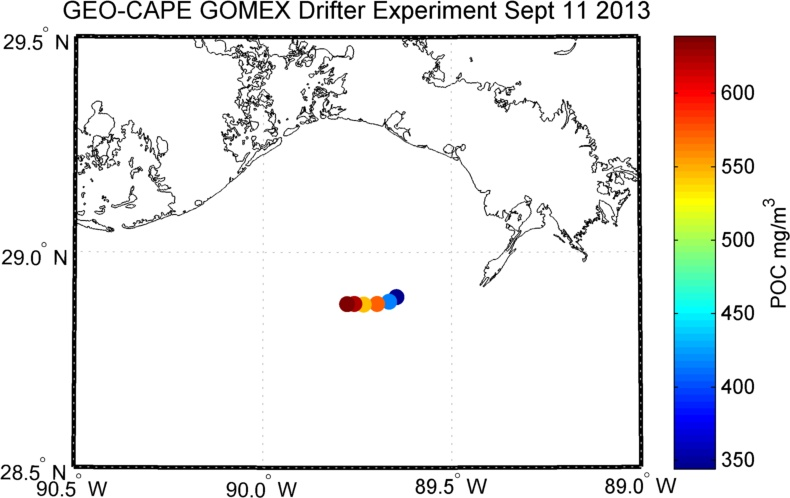 GEO-CAPE GOMEX Drifter Experiment Sept 11 2013
29.5° N
29.0° N
28.5° N
90.5° W
90.0° W
89.5° W
89.0° W
600
550
500
450
400
350
POC mg/m³